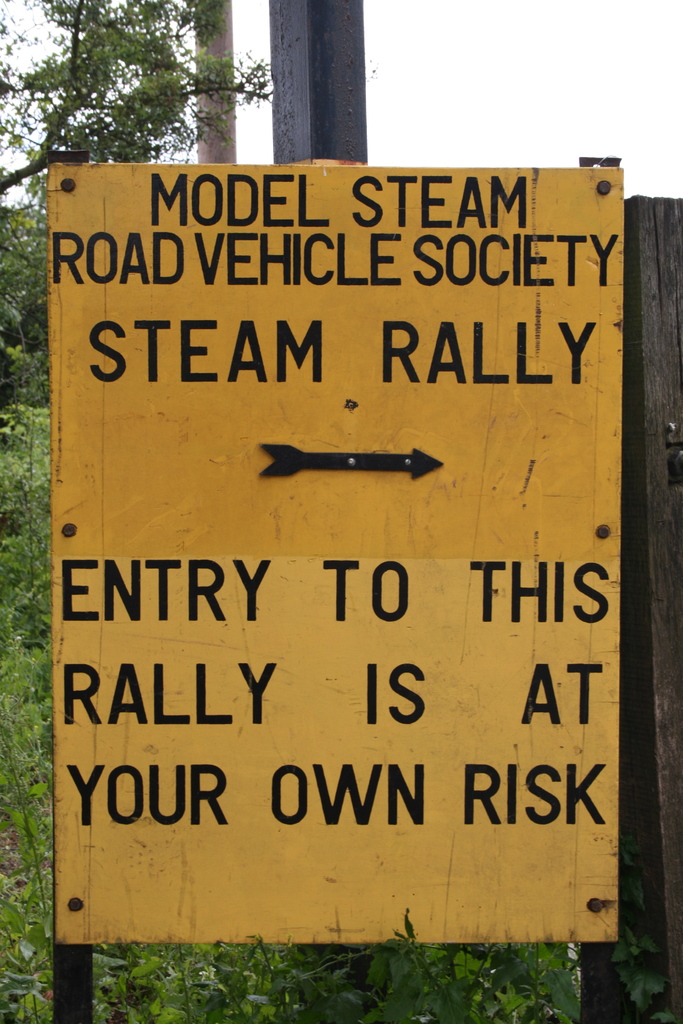 MODEL STEAM
ROAD VEHICLE SOCIETY
STEAM RALLY
ENTRY TO THIS
RALLY IS AT
YOUR OWN RISK